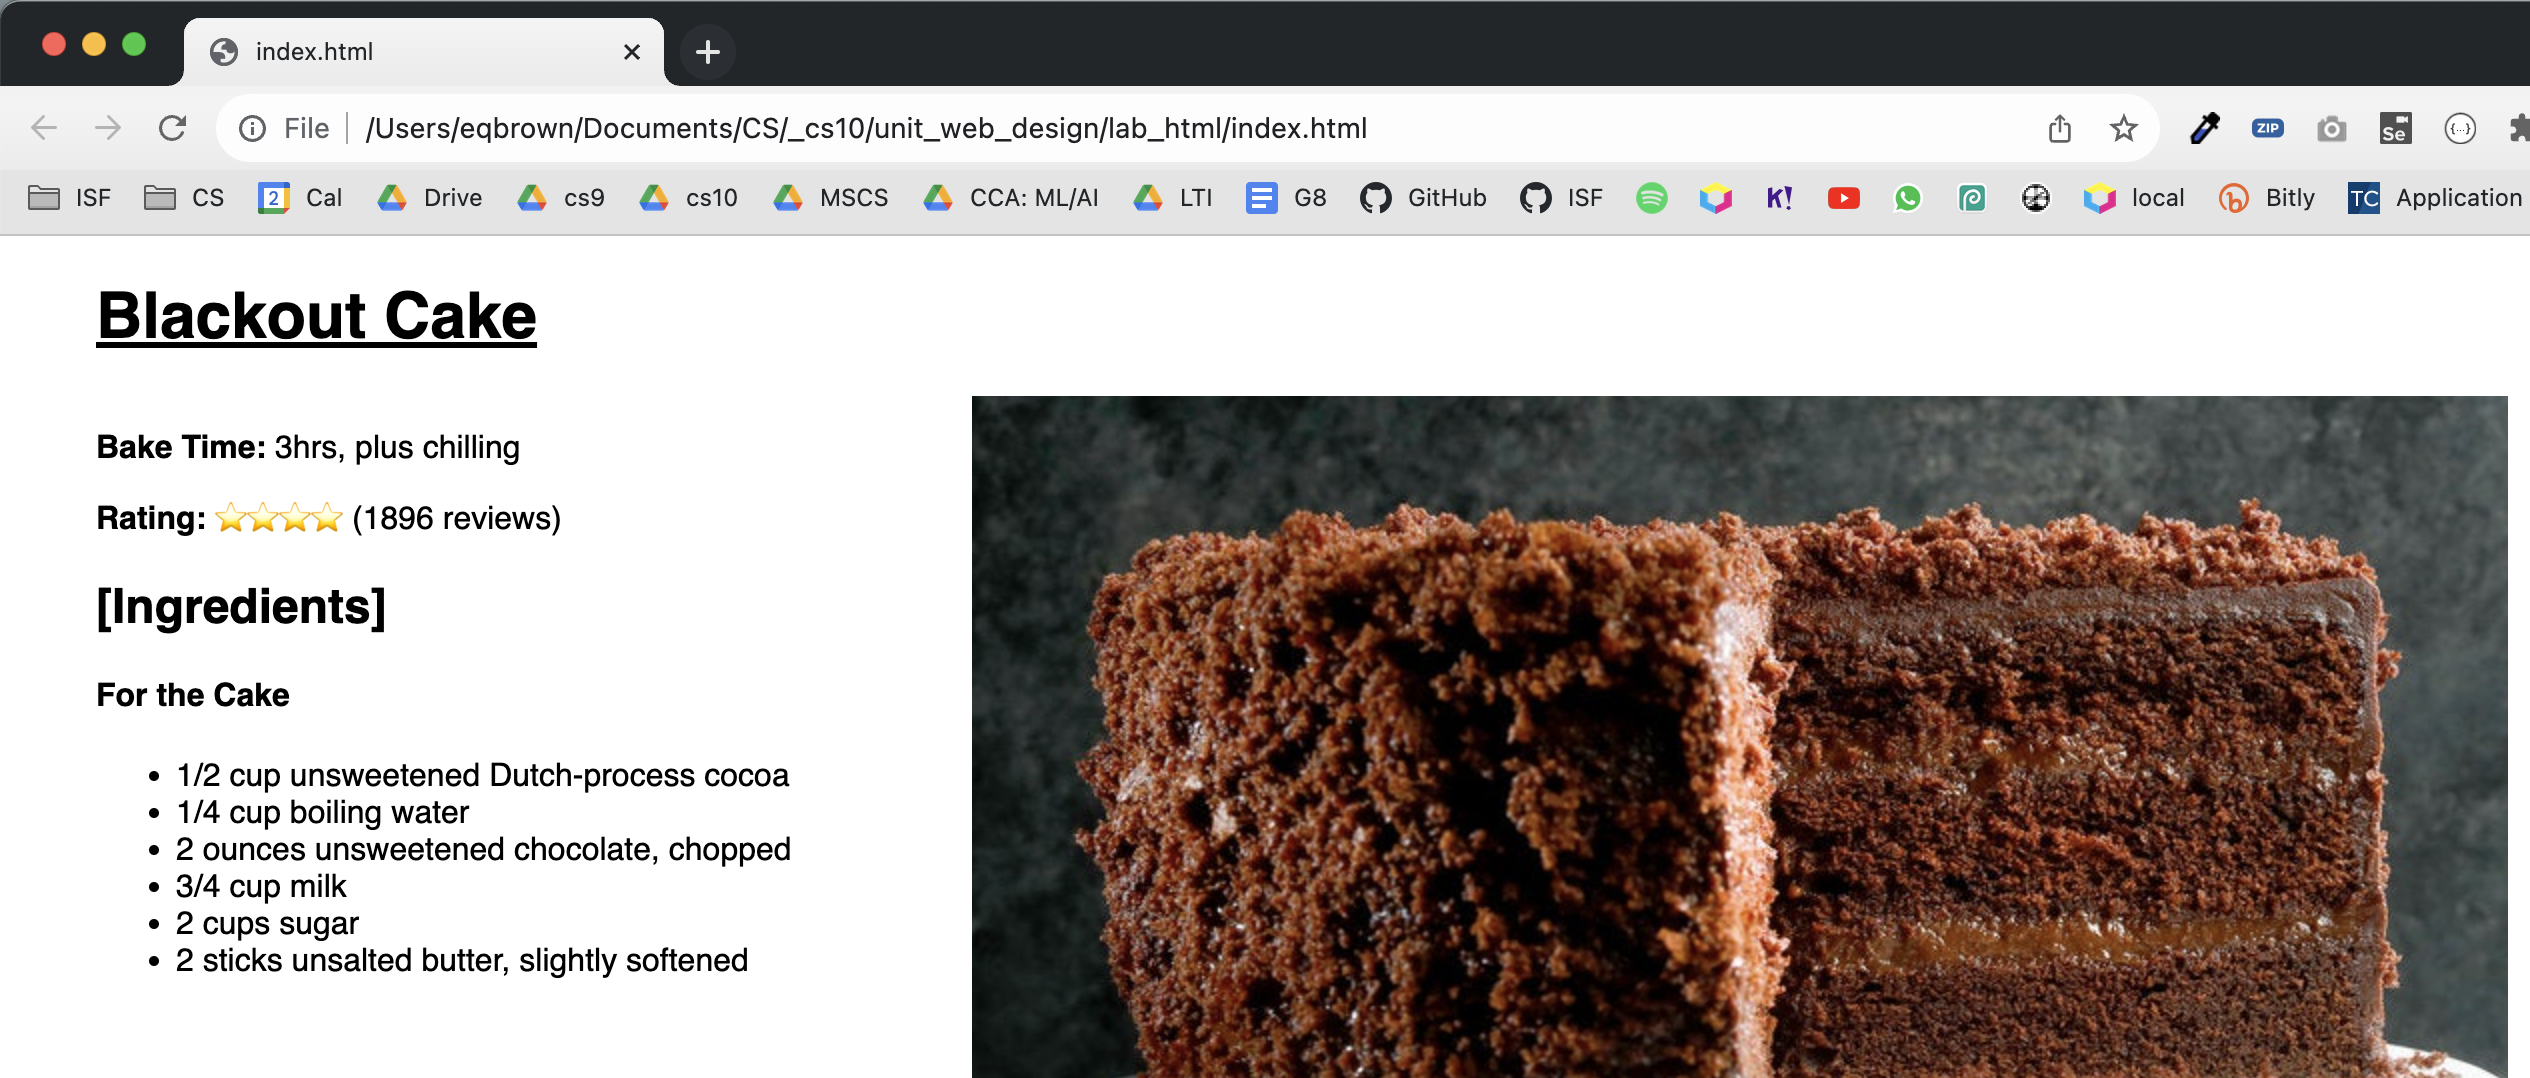 index.html
File /Users/eqbrown/Documents/CS/_cs10/unit_web_design/lab_html/index.html
ZIP Se {...}
ISF CS 2 Cal Drive cs9 cs10 MSCS CCA: ML/AI LTI G8 GitHub ISF K! local Bitly TC Application
Blackout Cake
Bake Time: 3hrs, plus chilling
Rating: ⭐⭐⭐⭐ (1896 reviews)
[Ingredients]
For the Cake
• 1/2 cup unsweetened Dutch-process cocoa
• 1/4 cup boiling water
• 2 ounces unsweetened chocolate, chopped
• 3/4 cup milk
• 2 cups sugar
• 2 sticks unsalted butter, slightly softened